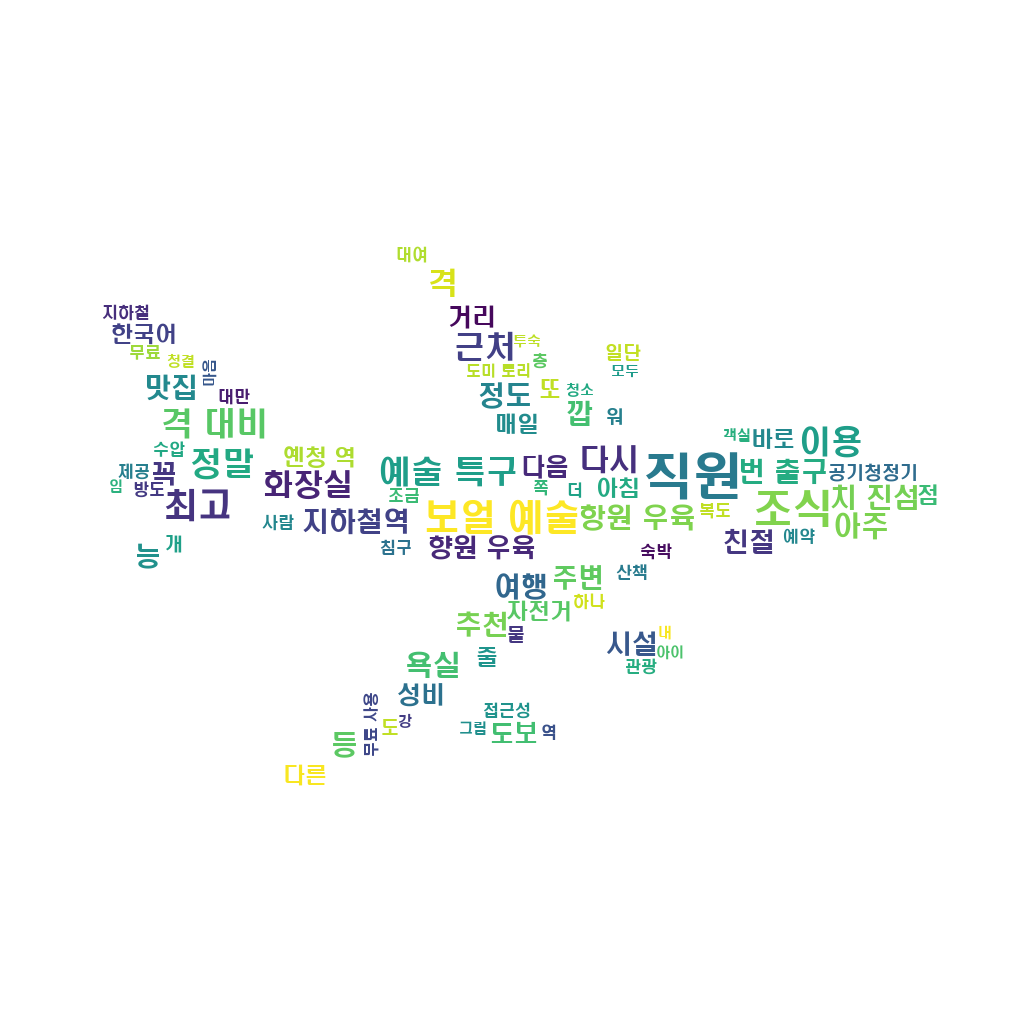 대여
격
지하철
거리
한국어
근처
투숙
무료
청결
층
일단
마음
도미 토리
모두
맛집
대만
정도
또
청소
격 대비
매일
깝
워
수압
정말
옌청 역
객실
바로
이용
제공
꼭
화장실
예술 특구
다음
다시
직원
번 출구
공기청정기
임
방도
최고
조금
쪽
더
아침
조식
치 진섬
점
사람
지하철역
보얼 예술
항원 우육
복도
아주
능
개
침구
향원 우육
숙박
친절
예약
여행
주변
산책
추천
자전거
하나
물
시설
내
욕실
줄
아이
관광
성비
무료 사용
도
강
접근성
그림
도보
역
등
다른